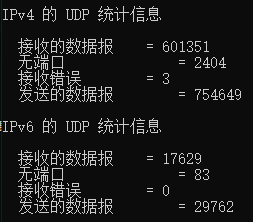 IPv4 的 UDP 统计信息
接收的数据报 = 601351
无端口 = 2404
接收错误 = 3
发送的数据报 = 754649
IPv6 的 UDP 统计信息
接收的数据报 = 17629
无端口 = 83
接收错误 = 0
发送的数据报 = 29762